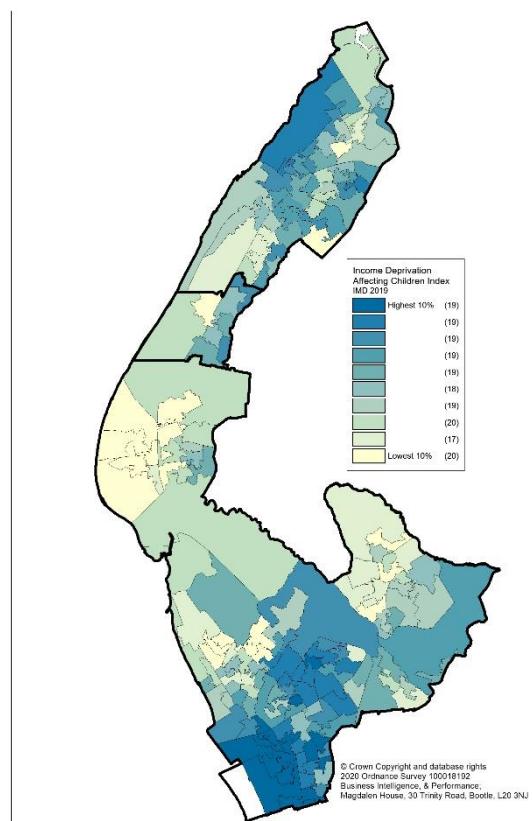 Income Deprivation
Affecting Children Index
IMD 2019
Highest 10% (19)
(19)
(19)
(19)
(19)
(18)
(19)
(20)
(17)
Lowest 10% (20)
© Crown Copyright and database rights
2020 Ordnance Survey 100018192
Business Intelligence, & Performance;
Magdalen House, 30 Trinity Road, Bootle, L20 3NJ